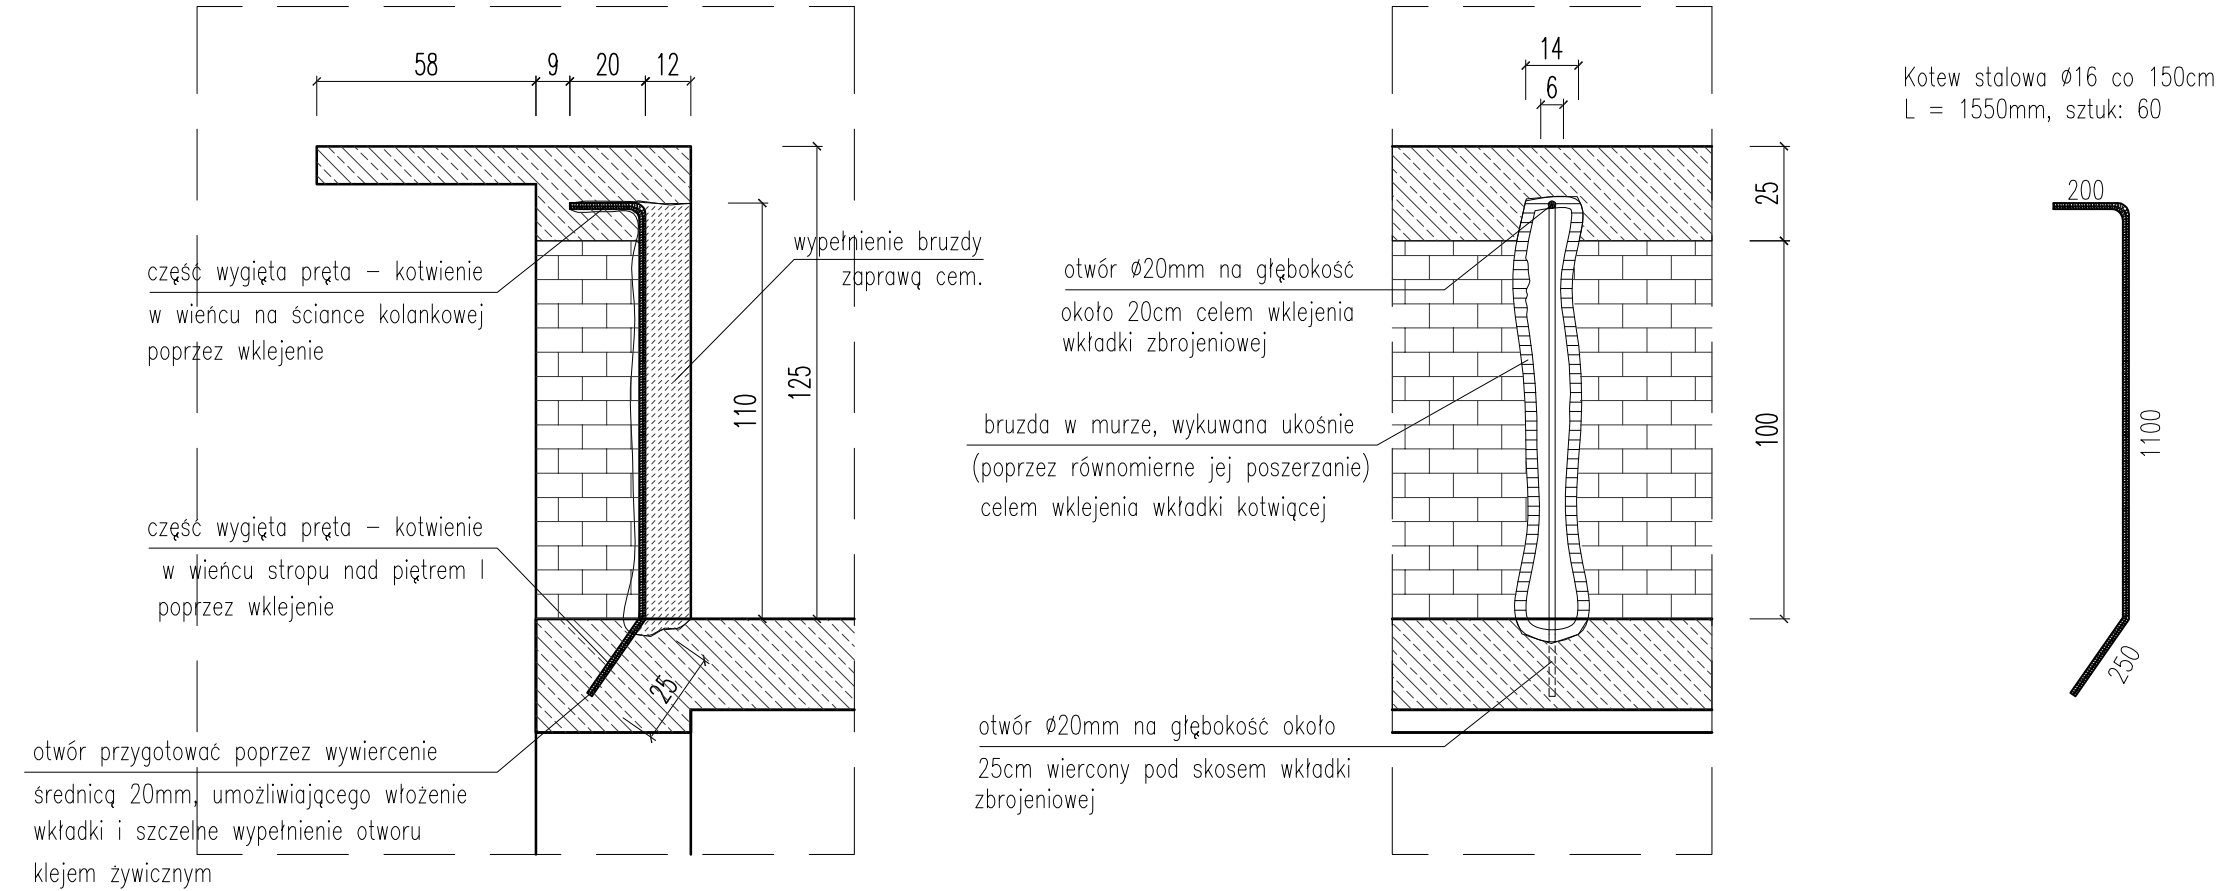 58
9
20
12
część wygięta pręta – kotwienie
w wieńcu na ściance kolankowej
poprzez wklejenie
wypełnienie bruzdy
zaprawą cem.
110
125
część wygięta pręta – kotwienie
w wieńcu stropu nad piętrem I
poprzez wklejenie
25
otwór przygotować poprzez wywiercenie
średnicą 20mm, umożliwiającego włożenie
wkładki i szczelne wypełnienie otworu
klejem żywicznym
14
6
25
100
otwór Ø20mm na głębokość
około 20cm celem wklejenia
wkładki zbrojeniowej
bruzda w murze, wykuwana ukośnie
(poprzez równomierne jej poszerzanie)
celem wklejenia wkładki kotwiącej
otwór Ø20mm na głębokość około
25cm wiercony pod skosem wkładki
zbrojeniowej
Kotew stalowa Ø16 co 150cm
L = 1550mm, sztuk: 60
200
1100
250